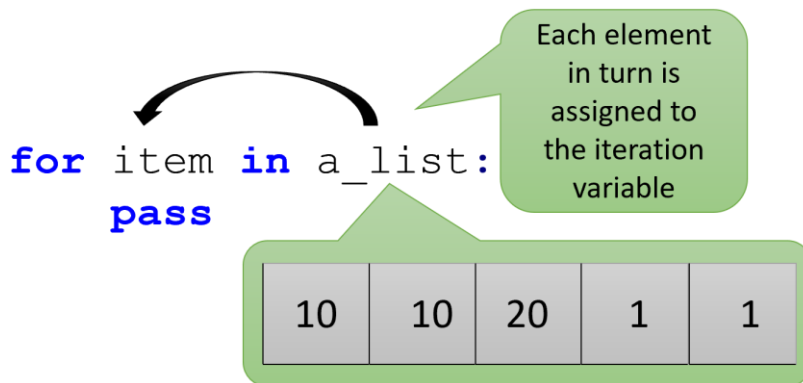 Each element
in turn is
assigned to
the iteration
variable
for item in a_list:
pass
10 10 20 1 1